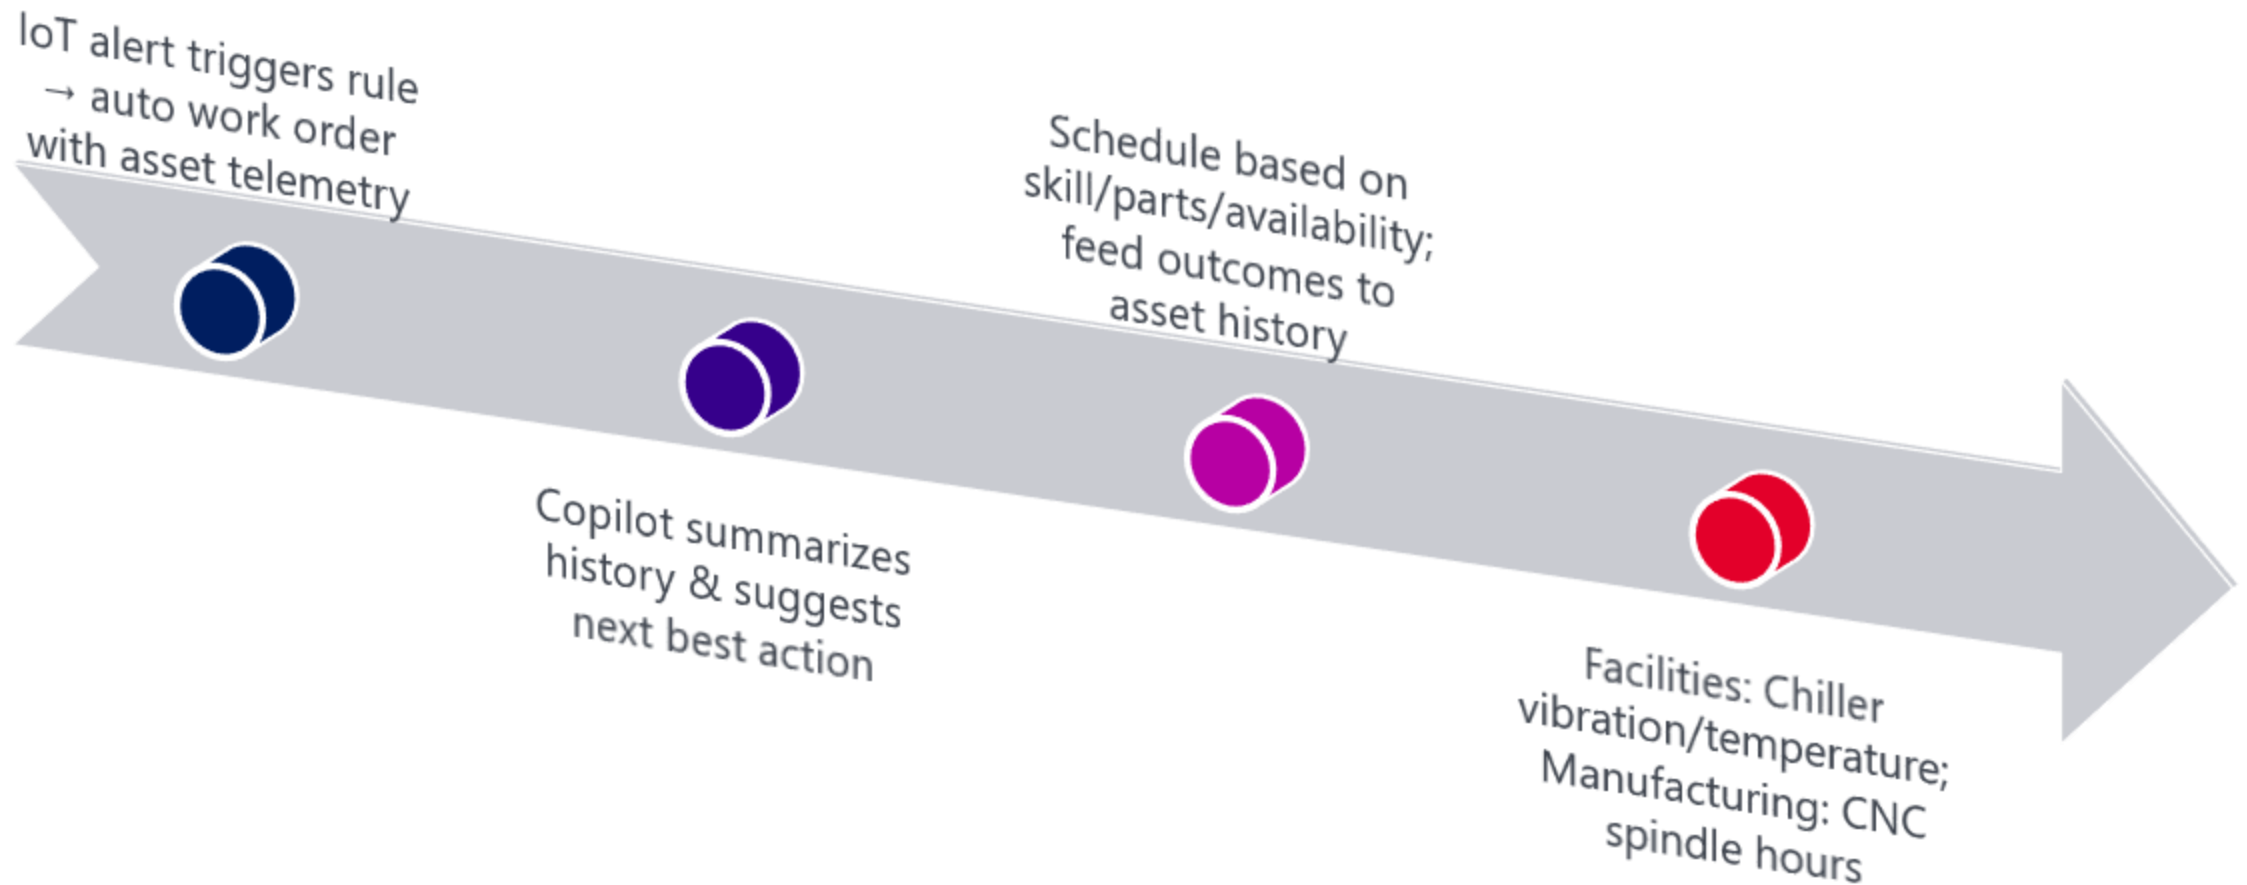 IoT alert triggers rule
→ auto work order
with asset telemetry
Copilot summarizes
history & suggests
next best action
Schedule based on
skill/parts/availability;
feed outcomes to
asset history
Facilities: Chiller
vibration/temperature;
Manufacturing: CNC
spindle hours